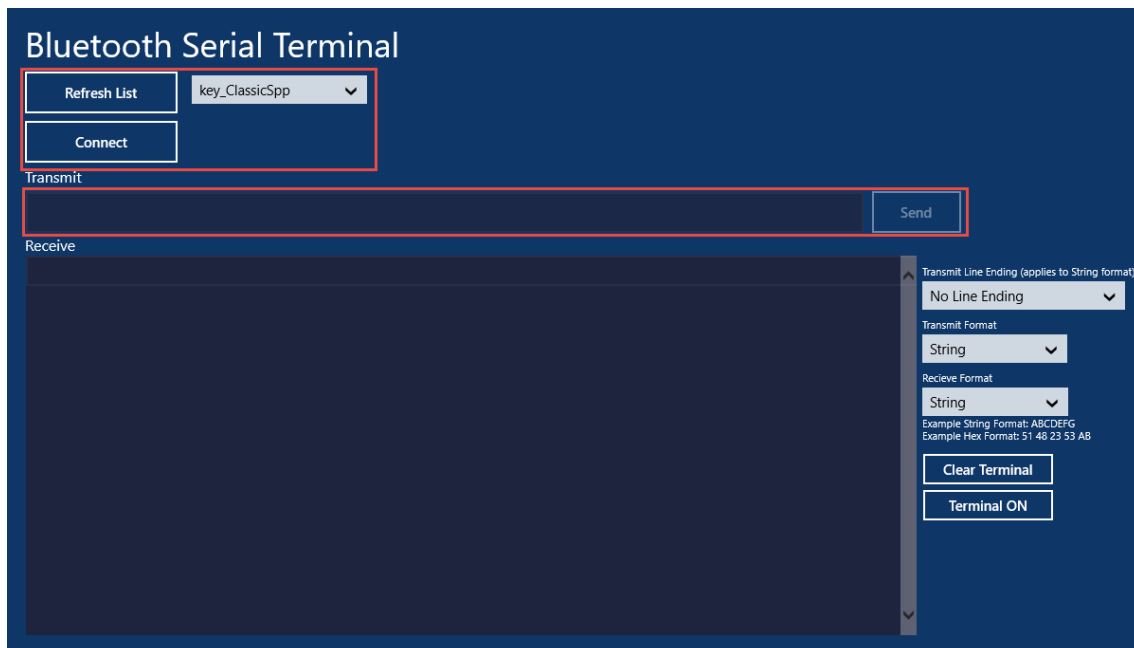 Bluetooth Serial Terminal
Refresh List
key_ClassicSpp
Connect
Transmit
Send
Receive
Transmit Line Ending (applies to String format)
No Line Ending
Transmit Format
String
Recieve Format
String
Example String Format: ABCDEFG
Example Hex Format: 51 48 23 53 AB
Clear Terminal
Terminal ON